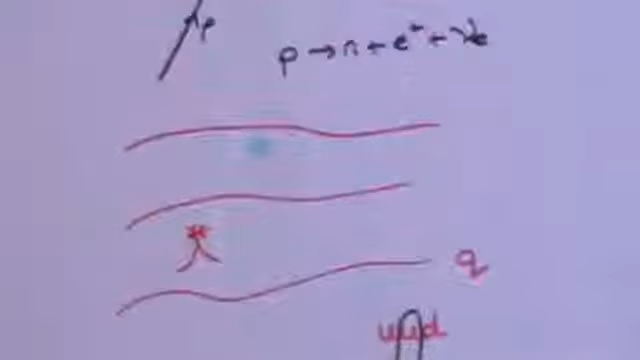 p
p → n + e⁺ + νe
q
uud